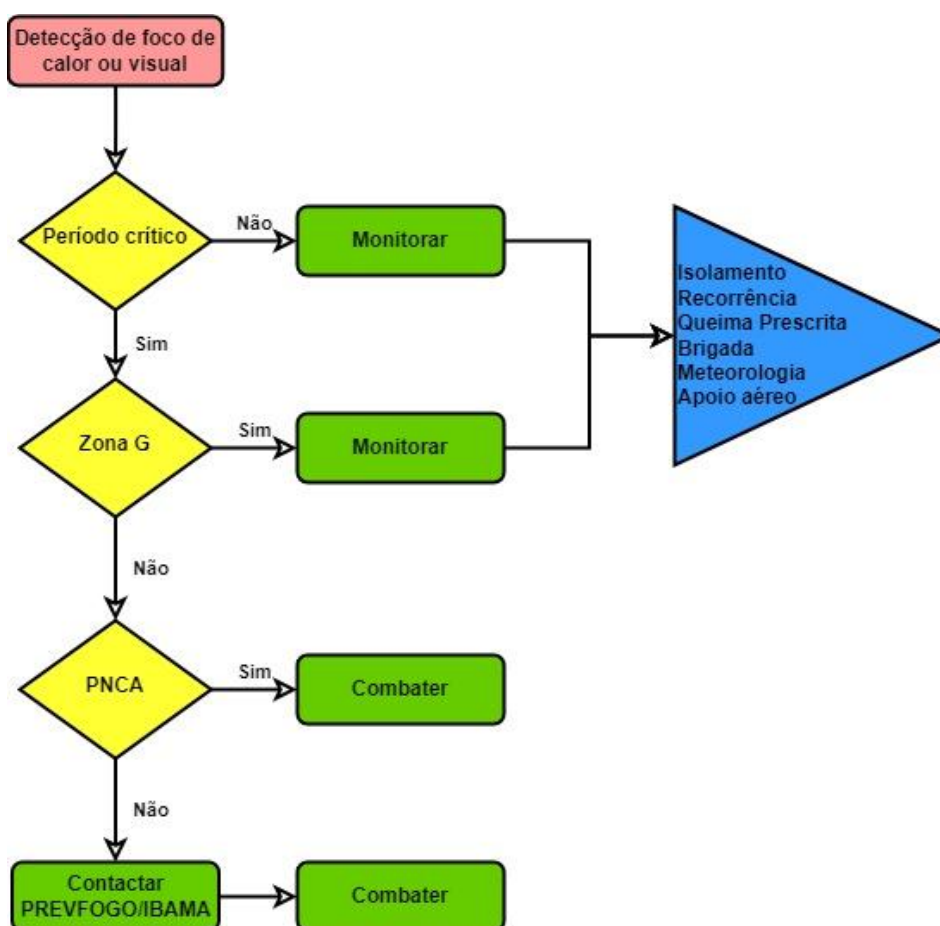 Detecção de foco de
calor ou visual
Período crítico
Não
Monitorar
Isolamento
Recorrência
Queima Prescrita
Brigada
Meteorologia
Apoio aéreo
Sim
Zona G
Sim
Monitorar
Não
PNCA
Sim
Combater
Não
Contactar
PREVFOGO/IBAMA
Combater